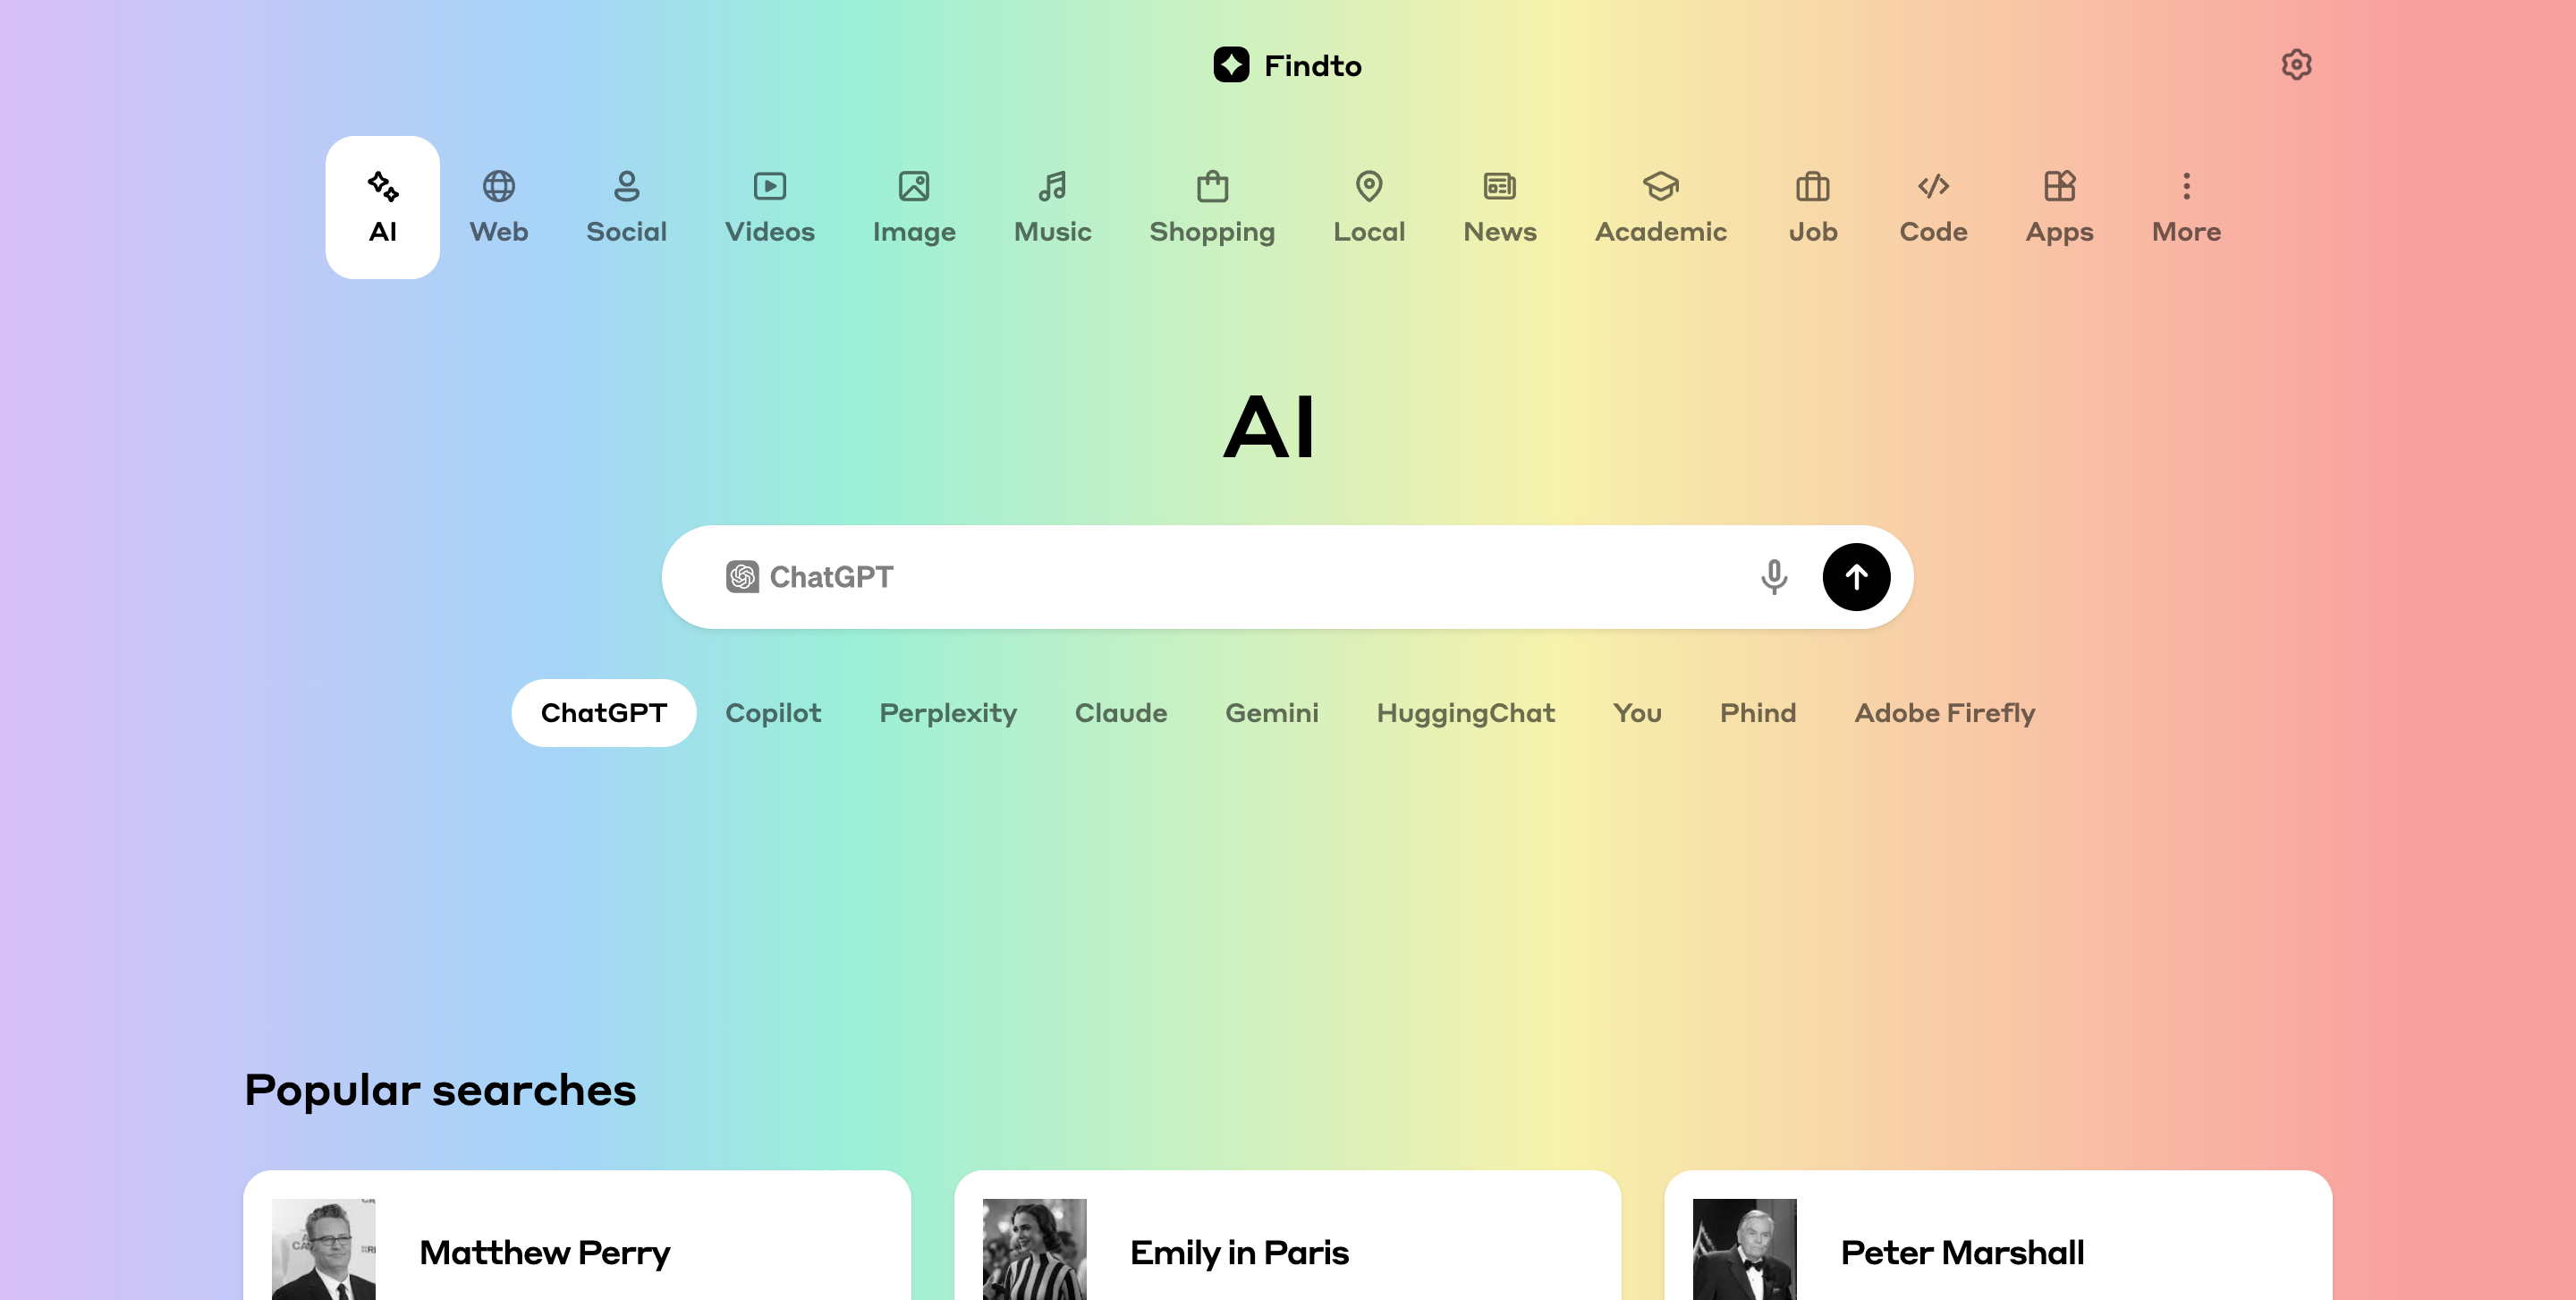 Findto
AI Web Social Videos Image Music Shopping Local News Academic Job Code Apps More
AI
ChatGPT
ChatGPT Copilot Perplexity Claude Gemini HuggingChat You Phind Adobe Firefly
Popular searches
Matthew Perry Emily in Paris Peter Marshall